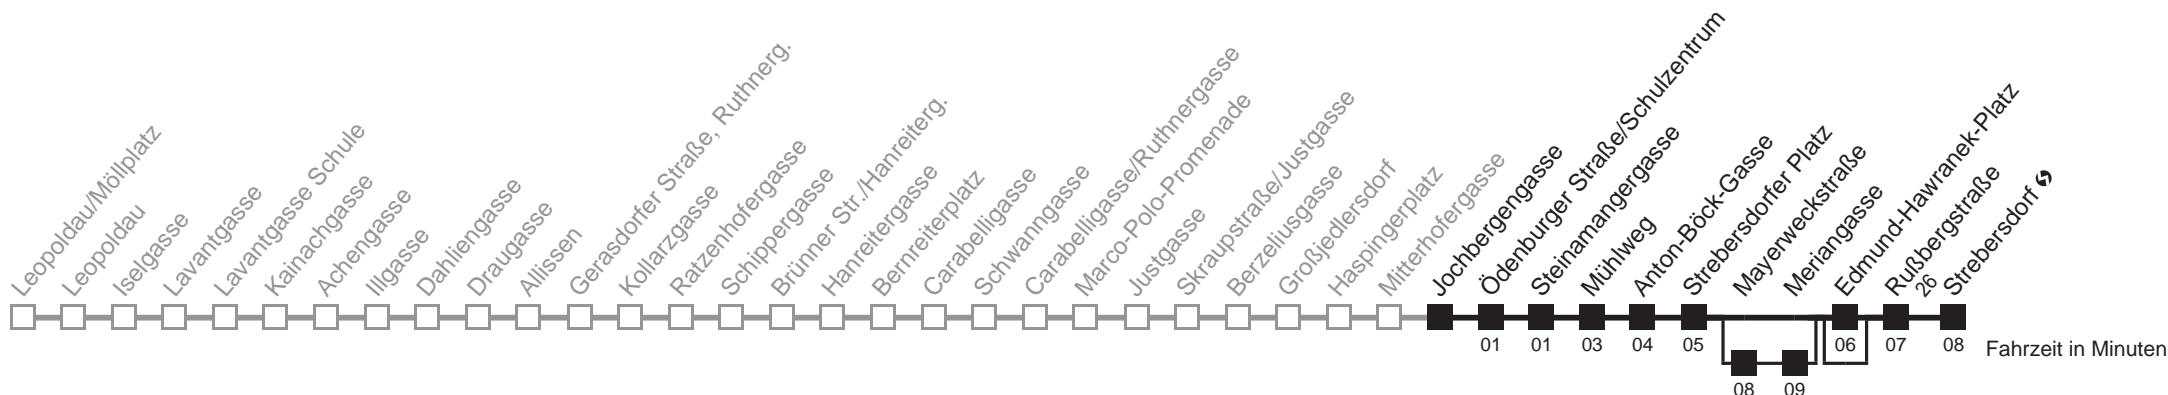 Leopoldau/Möllplatz
Leopoldau
Iselgasse
Lavantgasse
Lavantgasse Schule
Kainachgasse
Achengasse
Illgasse
Dahliengasse
Draugasse
Allissen
Gerasdorfer Straße, Ruthnerg.
Kollarzgasse
Ratzenhofergasse
Schippergasse
Brünner Str./Hanreiterg.
Hanreitergasse
Bernreiterplatz
Carabelligasse
Schwanngasse
Carabelligasse/Ruthnergasse
Marco-Polo-Promenade
Justgasse
Skraupstraße/Justgasse
Berzeliusgasse
Großjedlersdorf
Haspingerplatz
Mitterhofergasse
Jochbergengasse
Ödenburger Straße/Schulzentrum
Steinamangergasse
Mühlweg
Anton-Böck-Gasse
Strebersdorfer Platz
Mayerweckstraße
Meriangasse
Edmund-Hawranek-Platz
Rußbergstraße
26
Strebersdorf
01 01 03 04 05 06 07 08
Fahrzeit in Minuten
08 09